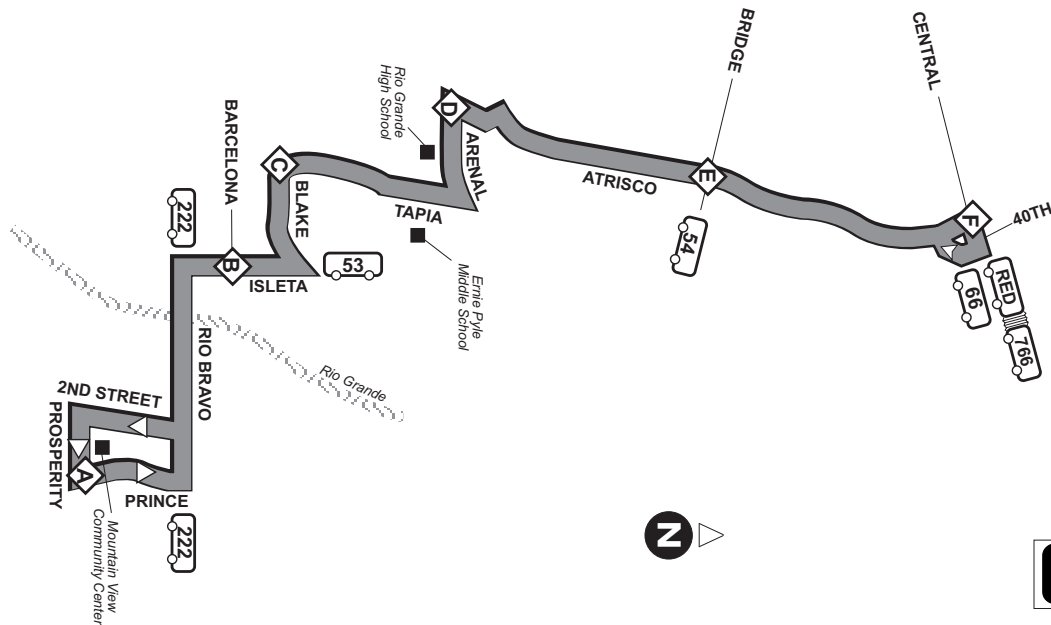 CENTRAL
F
40TH
RED
766
66
BRIDGE
E
54
ATRISCO
D
ARENAL
Rio Grande
High School
TAPIA
Ernie Pyle
Middle School
C
BLAKE
53
BARCELONA
B
ISLETA
222
RIO BRAVO
Rio Grande
2ND STREET
PROSPERITY
A
PRINCE
222
Mountain View
Community Center
N